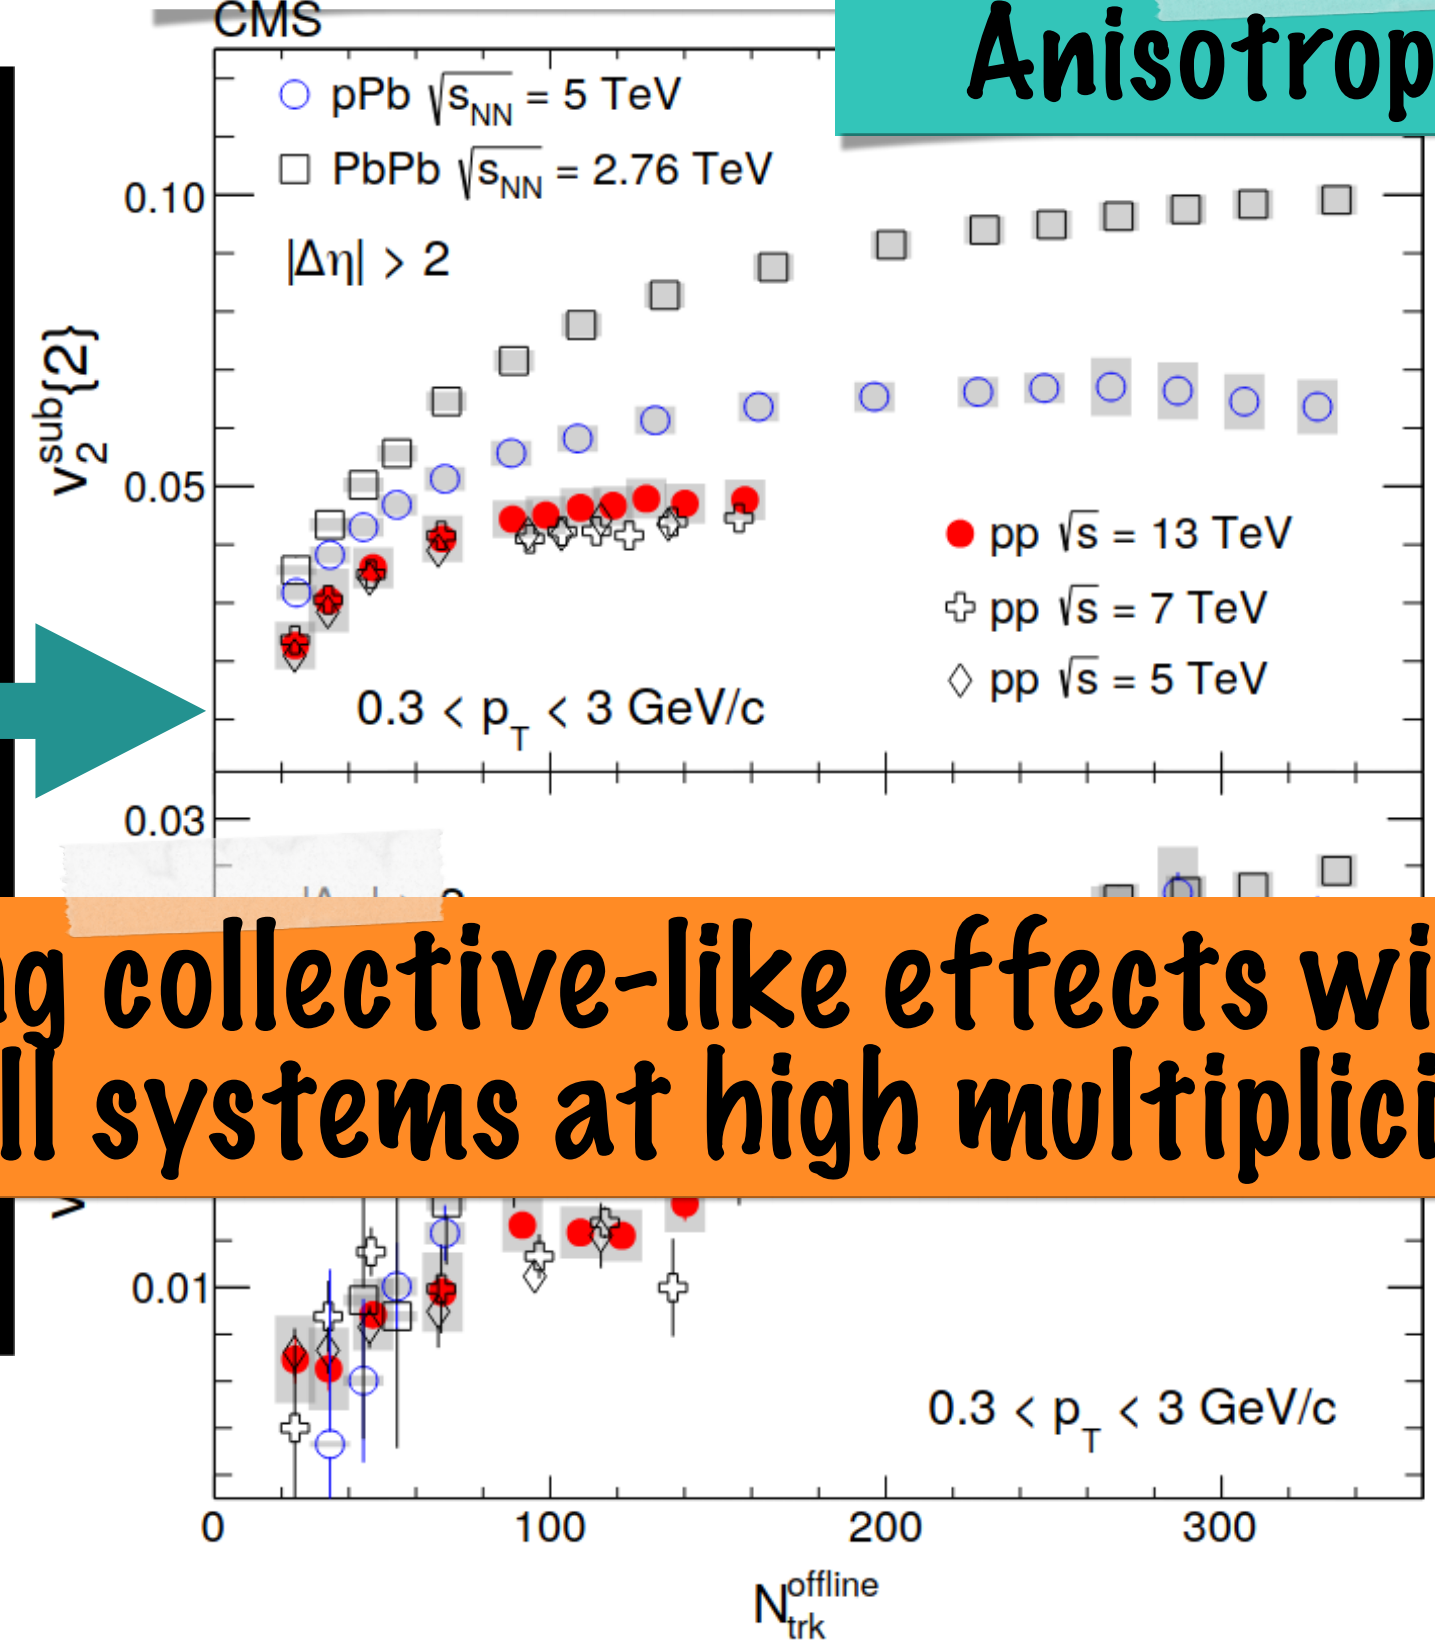 CMS
Anisotrop
pPb √sNN = 5 TeV
PbPb √sNN = 2.76 TeV
|Δη| > 2
0.10
0.05
v2sub{2}
pp √s = 13 TeV
pp √s = 7 TeV
pp √s = 5 TeV
0.3 < pT < 3 GeV/c
0.03
ng collective-like effects wi
ll systems at high multiplici
0.01
0.3 < pT < 3 GeV/c
0 100 200 300
Ntrkoffline